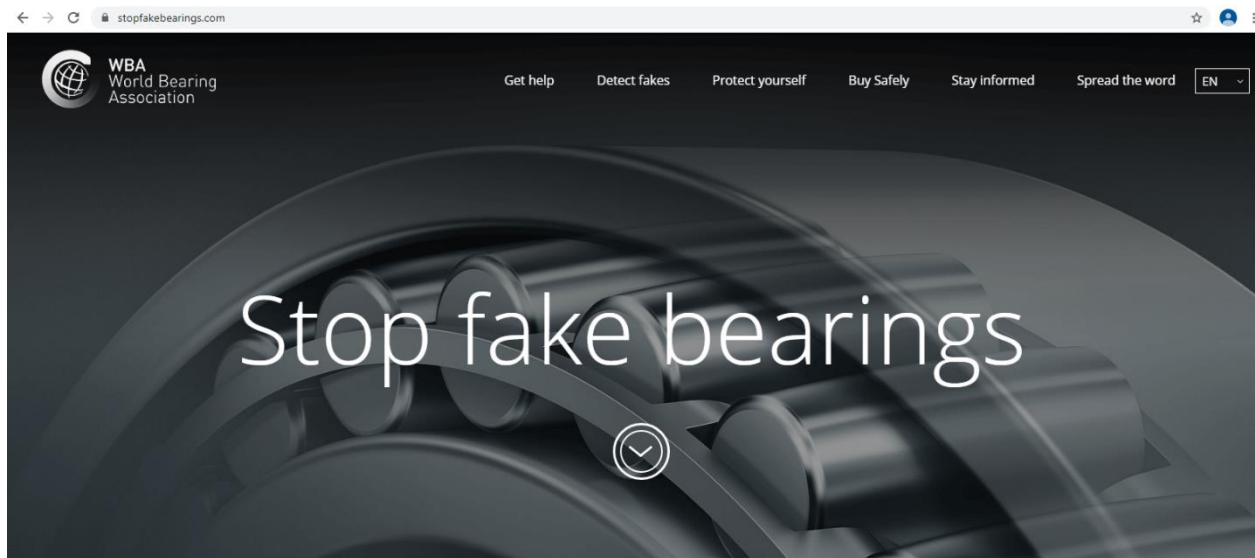 stopfakebearings.com
WBA
World Bearing
Association
Get help
Detect fakes
Protect yourself
Buy Safely
Stay informed
Spread the word
EN
Stop fake bearings